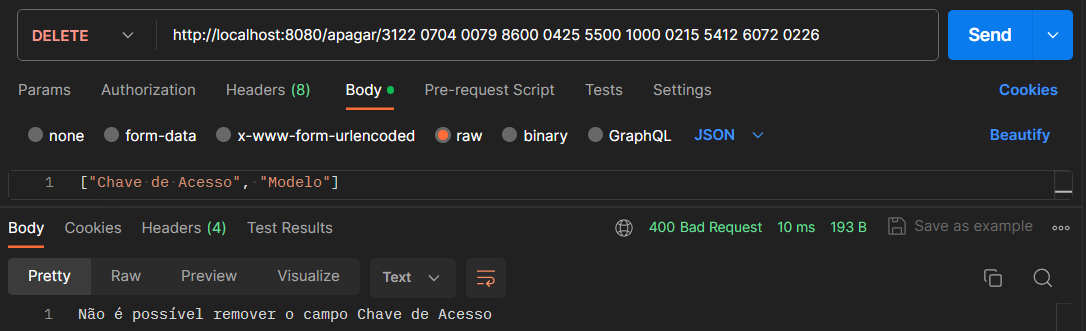 DELETE http://localhost:8080/apagar/3122 0704 0079 8600 0425 5500 1000 0215 5412 6072 0226 Send
Params Authorization Headers (8) Body Pre-request Script Tests Settings Cookies
none form-data x-www-form-urlencoded raw binary GraphQL JSON Beautify
1 ["Chave de Acesso", "Modelo"]
Body Cookies Headers (4) Test Results 400 Bad Request 10 ms 193 B Save as example
Pretty Raw Preview Visualize Text
1 Não é possível remover o campo Chave de Acesso